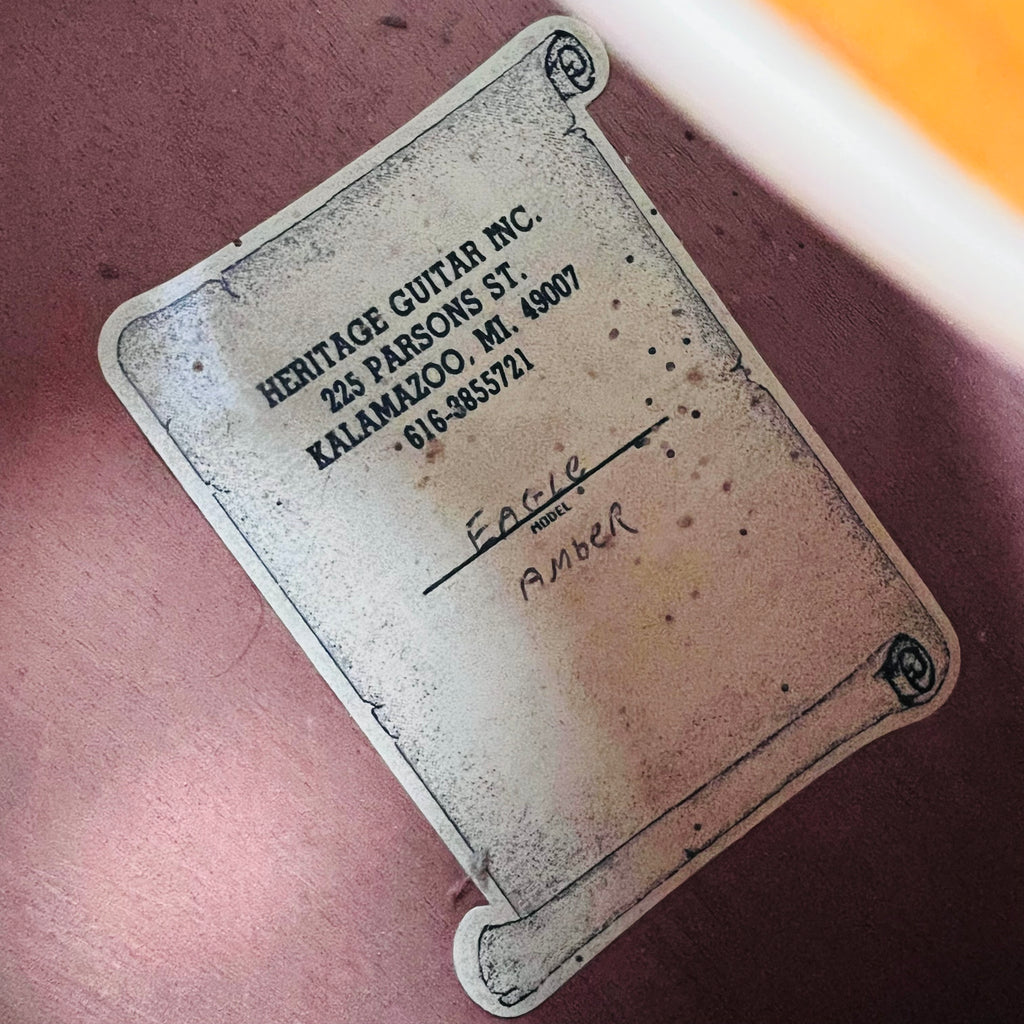 HERITAGE GUITAR INC.
225 PARSONS ST.
KALAMAZOO, MI. 49007
616-3855721
EAGLE
MODEL
AMbeR